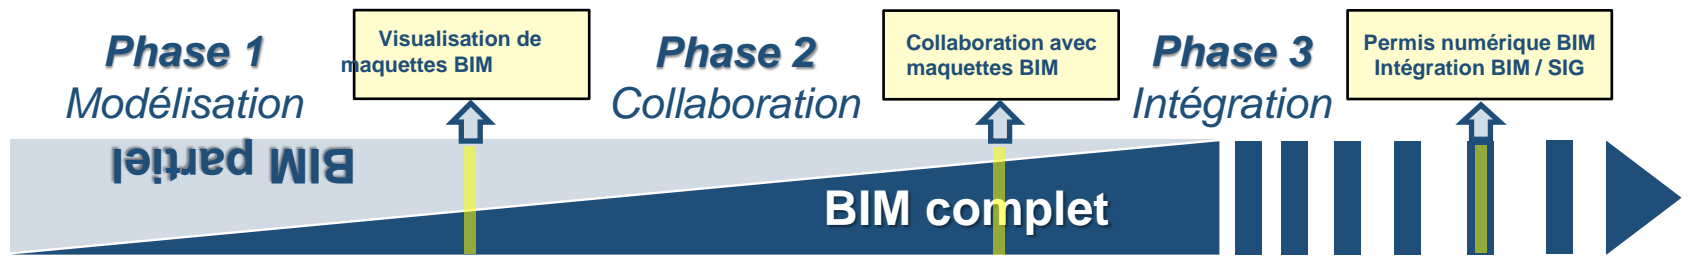 Phase 1
Modélisation
Visualisation de
maquettes BIM
Phase 2
Collaboration
Collaboration avec
maquettes BIM
Phase 3
Intégration
Permis numérique BIM
Intégration BIM / SIG
BIM partiel
BIM complet